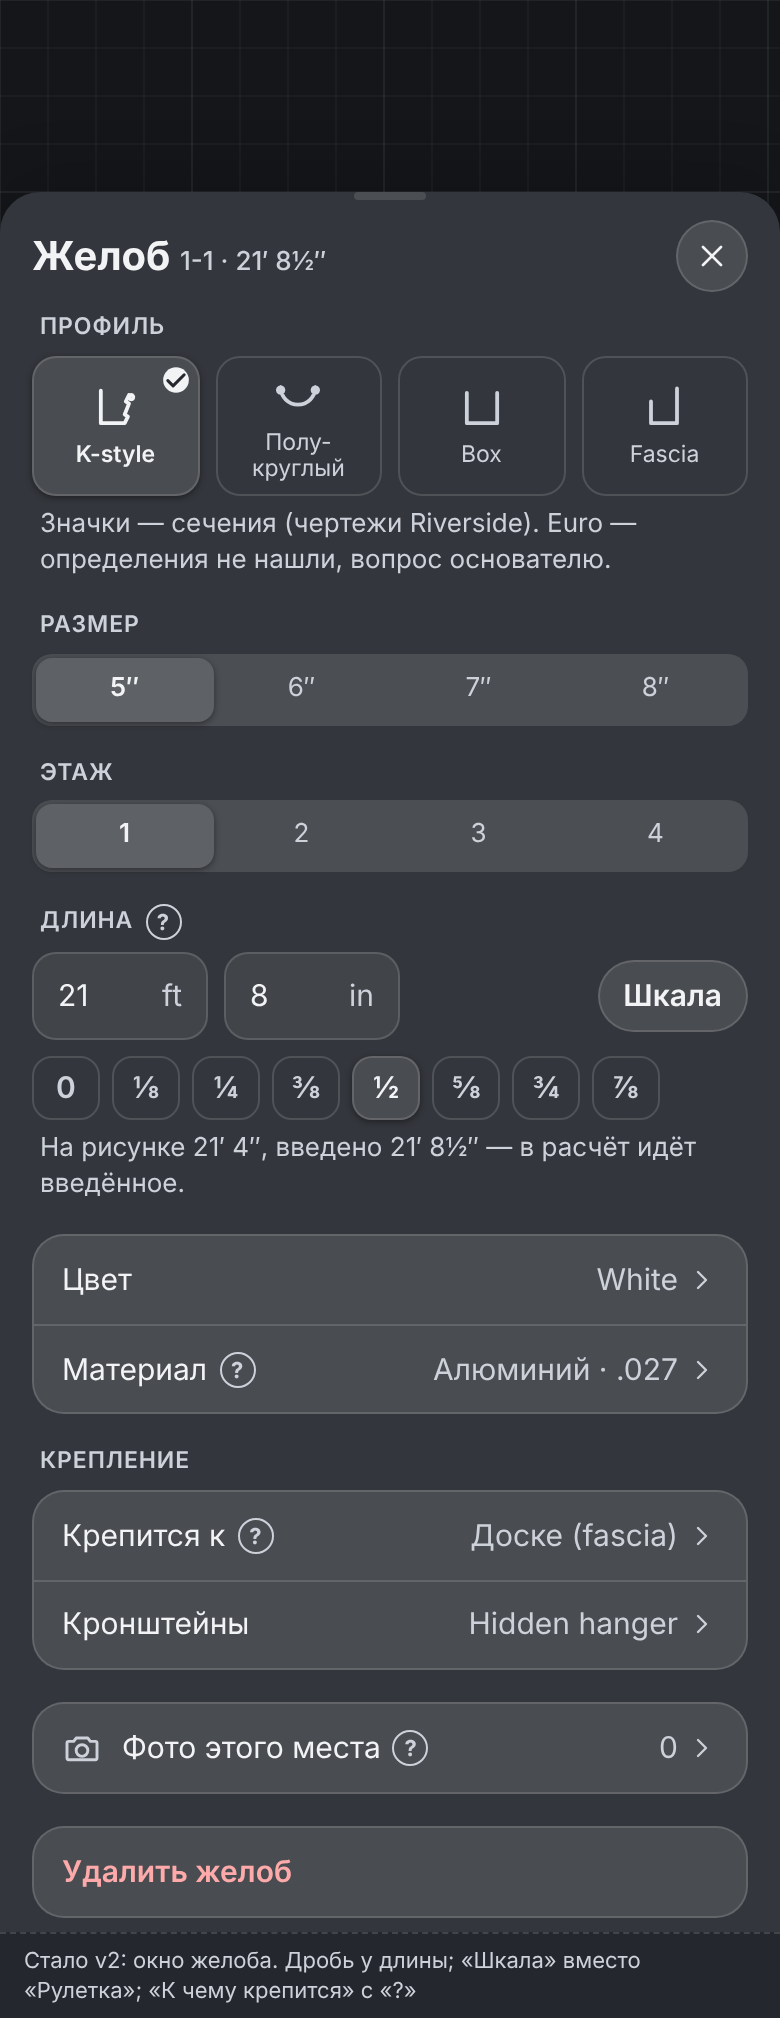 Желоб 1-1 · 21′ 8½″
ПРОФИЛЬ
K-style
Полу-
круглый
Box
Fascia
Значки — сечения (чертежи Riverside). Euro —
определения не нашли, вопрос основателю.
РАЗМЕР
5″ 6″ 7″ 8″
ЭТАЖ
1 2 3 4
ДЛИНА ?
21 ft 8 in Шкала
0 ⅛ ¼ ⅜ ½ ⅝ ¾ ⅞
На рисунке 21′ 4″, введено 21′ 8½″ — в расчёт идёт
введённое.
Цвет White
Материал ? Алюминий · .027
КРЕПЛЕНИЕ
Крепится к ? Доске (fascia)
Кронштейны Hidden hanger
Фото этого места ? 0
Удалить желоб
Стало v2: окно желоба. Дробь у длины; «Шкала» вместо
«Рулетка»; «К чему крепится» с «?»